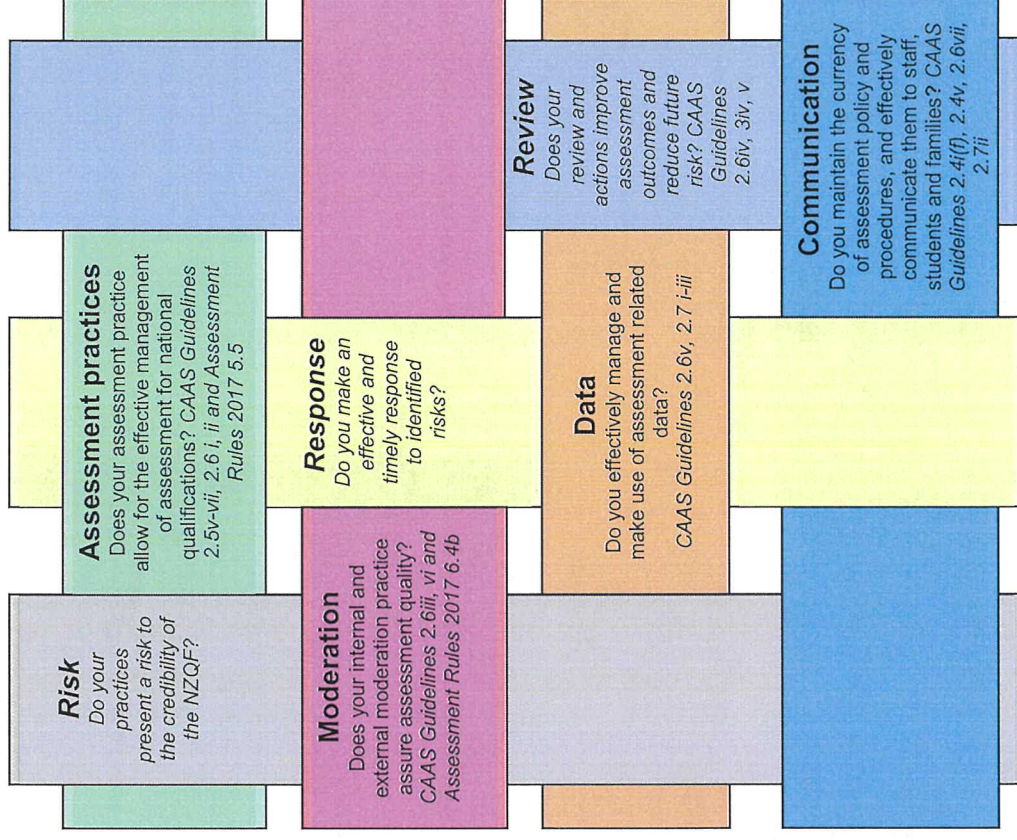 Risk
Do your
practices
present a risk to
the credibility of
the NZQF?
Assessment practices
Does your assessment practice
allow for the effective management
of assessment for national
qualifications? CAAS Guidelines
2.5v-vii, 2.6 i, ii and Assessment
Rules 2017 5.5
Moderation
Does your internal and
external moderation practice
assure assessment quality?
CAAS Guidelines 2.6iii, vi and
Assessment Rules 2017 6.4b
Response
Do you make an
effective and
timely response
to identified
risks?
Data
Do you effectively manage and
make use of assessment related
data?
CAAS Guidelines 2.6v, 2.7 i-iii
Review
Does your
review and
actions improve
assessment
outcomes and
reduce future
risk? CAAS
Guidelines
2.6iv, 3iv, v
Communication
Do you maintain the currency
of assessment policy and
procedures, and effectively
communicate them to staff,
students and families? CAAS
Guidelines 2.4i(f), 2.4v, 2.6vii,
2.7ii